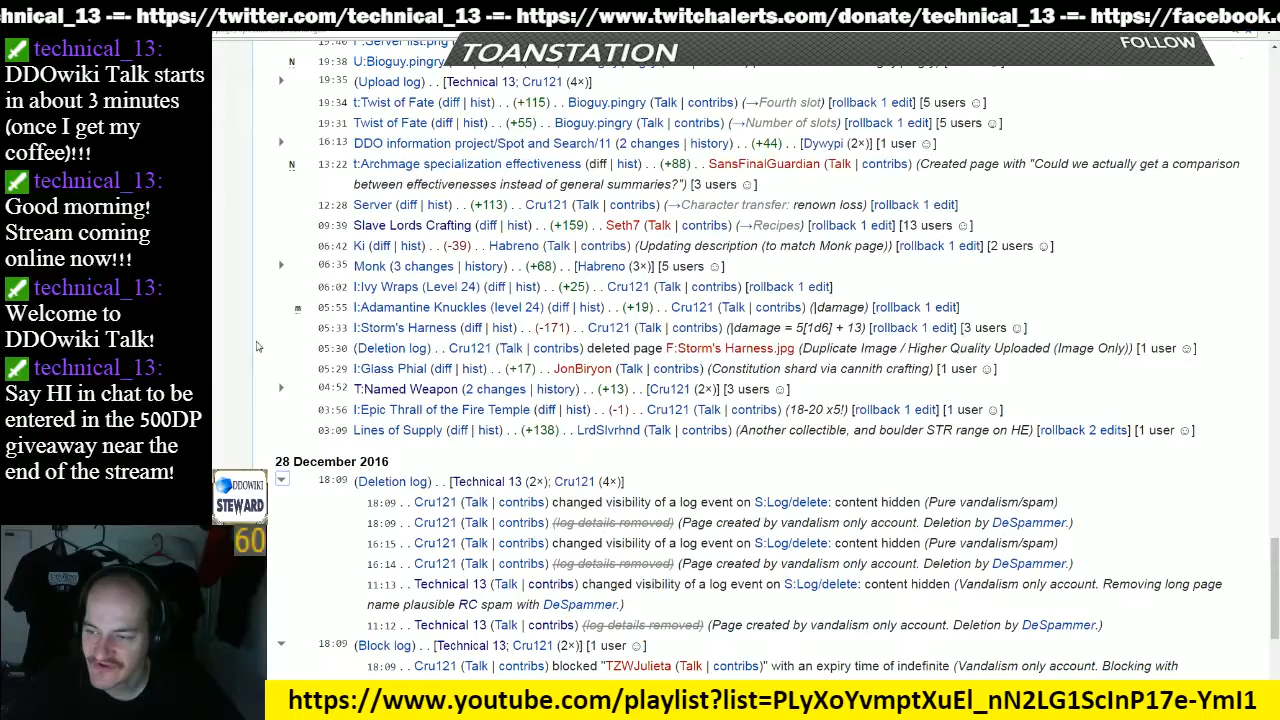 hnical_13 -=- https://twitter.com/technical_13 -=- https://www.twitchalerts.com/donate/technical_13 -=- https://facebook.
technical_13:
DDOwiki Talk starts
in about 3 minutes
(once I get my
coffee)!!!
technical_13:
Good morning!
Stream coming
online now!!!
technical_13:
Welcome to
DDOwiki Talk!
technical_13:
Say HI in chat to be
entered in the 500DP
giveaway near the
end of the stream!
DDOWIKI
STEWARD
60
TOANSTATION
FOLLOW
N 19:38 U:Bioguy.pingry
19:35 (Upload log) . . [Technical 13; Cru121 (4×)]
19:34 t:Twist of Fate (diff | hist) . . (+115) . . Bioguy.pingry (Talk | contribs) (→Fourth slot) [rollback 1 edit] [5 users ☺]
19:31 Twist of Fate (diff | hist) . . (+55) . . Bioguy.pingry (Talk | contribs) (→Number of slots) [rollback 1 edit] [5 users ☺]
16:13 DDO information project/Spot and Search/11 (2 changes | history) . . (+44) . . [Dywypi (2×)] [1 user ☺]
N 13:22 t:Archmage specialization effectiveness (diff | hist) . . (+88) . . SansFinalGuardian (Talk | contribs) (Created page with "Could we actually get a comparison
between effectivenesses instead of general summaries?") [3 users ☺]
12:28 Server (diff | hist) . . (+113) . . Cru121 (Talk | contribs) (→Character transfer: renown loss) [rollback 1 edit]
09:39 Slave Lords Crafting (diff | hist) . . (+159) . . Seth7 (Talk | contribs) (→Recipes) [rollback 1 edit] [13 users ☺]
06:42 Ki (diff | hist) . . (-39) . . Habreno (Talk | contribs) (Updating description (to match Monk page)) [rollback 1 edit] [2 users ☺]
06:35 Monk (3 changes | history) . . (+68) . . [Habreno (3×)] [5 users ☺]
06:02 I:Ivy Wraps (Level 24) (diff | hist) . . (+25) . . Cru121 (Talk | contribs) [rollback 1 edit]
m 05:55 I:Adamantine Knuckles (level 24) (diff | hist) . . (+19) . . Cru121 (Talk | contribs) (|damage) [rollback 1 edit]
05:33 I:Storm's Harness (diff | hist) . . (-171) . . Cru121 (Talk | contribs) (|damage = 5[1d6] + 13) [rollback 1 edit] [3 users ☺]
05:30 (Deletion log) . . Cru121 (Talk | contribs) deleted page F:Storm's Harness.jpg (Duplicate Image / Higher Quality Uploaded (Image Only)) [1 user ☺]
05:29 I:Glass Phial (diff | hist) . . (+17) . . JonBiryon (Talk | contribs) (Constitution shard via cannith crafting) [1 user ☺]
04:52 T:Named Weapon (2 changes | history) . . (+13) . . [Cru121 (2×)] [3 users ☺]
03:56 I:Epic Thrall of the Fire Temple (diff | hist) . . (-1) . . Cru121 (Talk | contribs) (18-20 x5!) [rollback 1 edit] [1 user ☺]
03:09 Lines of Supply (diff | hist) . . (+138) . . LrdSlvrhnd (Talk | contribs) (Another collectible, and boulder STR range on HE) [rollback 2 edits] [1 user ☺]
28 December 2016
18:09 (Deletion log) . . [Technical 13 (2×); Cru121 (4×)]
18:09 . . Cru121 (Talk | contribs) changed visibility of a log event on S:Log/delete: content hidden (Pure vandalism/spam)
18:09 . . Cru121 (Talk | contribs) (log details removed) (Page created by vandalism only account. Deletion by DeSpammer.)
16:15 . . Cru121 (Talk | contribs) changed visibility of a log event on S:Log/delete: content hidden (Pure vandalism/spam)
16:14 . . Cru121 (Talk | contribs) (log details removed) (Page created by vandalism only account. Deletion by DeSpammer.)
11:13 . . Technical 13 (Talk | contribs) changed visibility of a log event on S:Log/delete: content hidden (Vandalism only account. Removing long page
name plausible RC spam with DeSpammer.)
11:12 . . Technical 13 (Talk | contribs) (log details removed) (Page created by vandalism only account. Deletion by DeSpammer.)
18:09 (Block log) . . [Technical 13; Cru121 (2×)] [1 user ☺]
18:09 . . Cru121 (Talk | contribs) blocked "TZWJulieta (Talk | contribs)" with an expiry time of indefinite (Vandalism only account. Blocking with
https://www.youtube.com/playlist?list=PLyXoYvmptXuEl_nN2LG1ScInP17e-YmI1